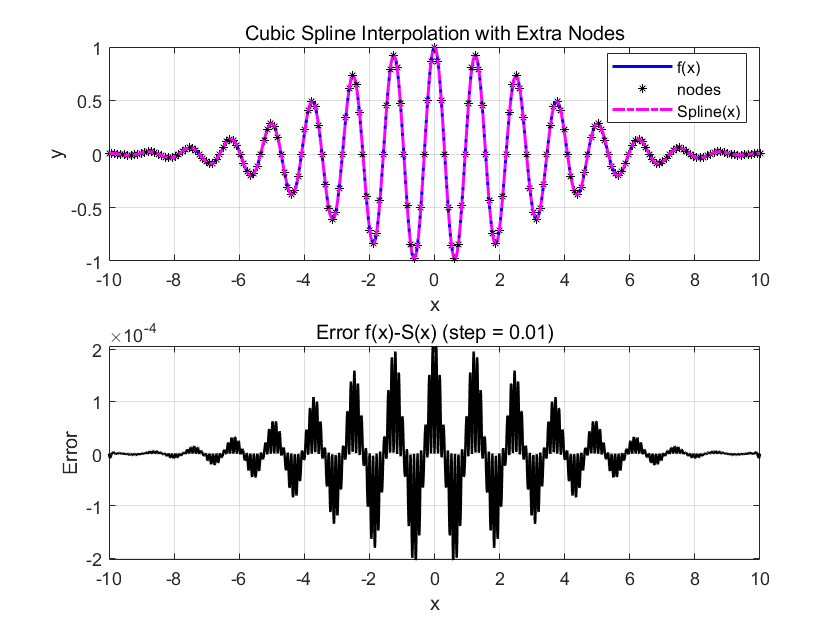 Cubic Spline Interpolation with Extra Nodes
1
0.5
0
-0.5
-1
y
f(x)
nodes
Spline(x)
-10 -8 -6 -4 -2 0 2 4 6 8 10
x
×10^-4
Error f(x)-S(x) (step = 0.01)
2
1
0
-1
-2
Error
-10 -8 -6 -4 -2 0 2 4 6 8 10
x